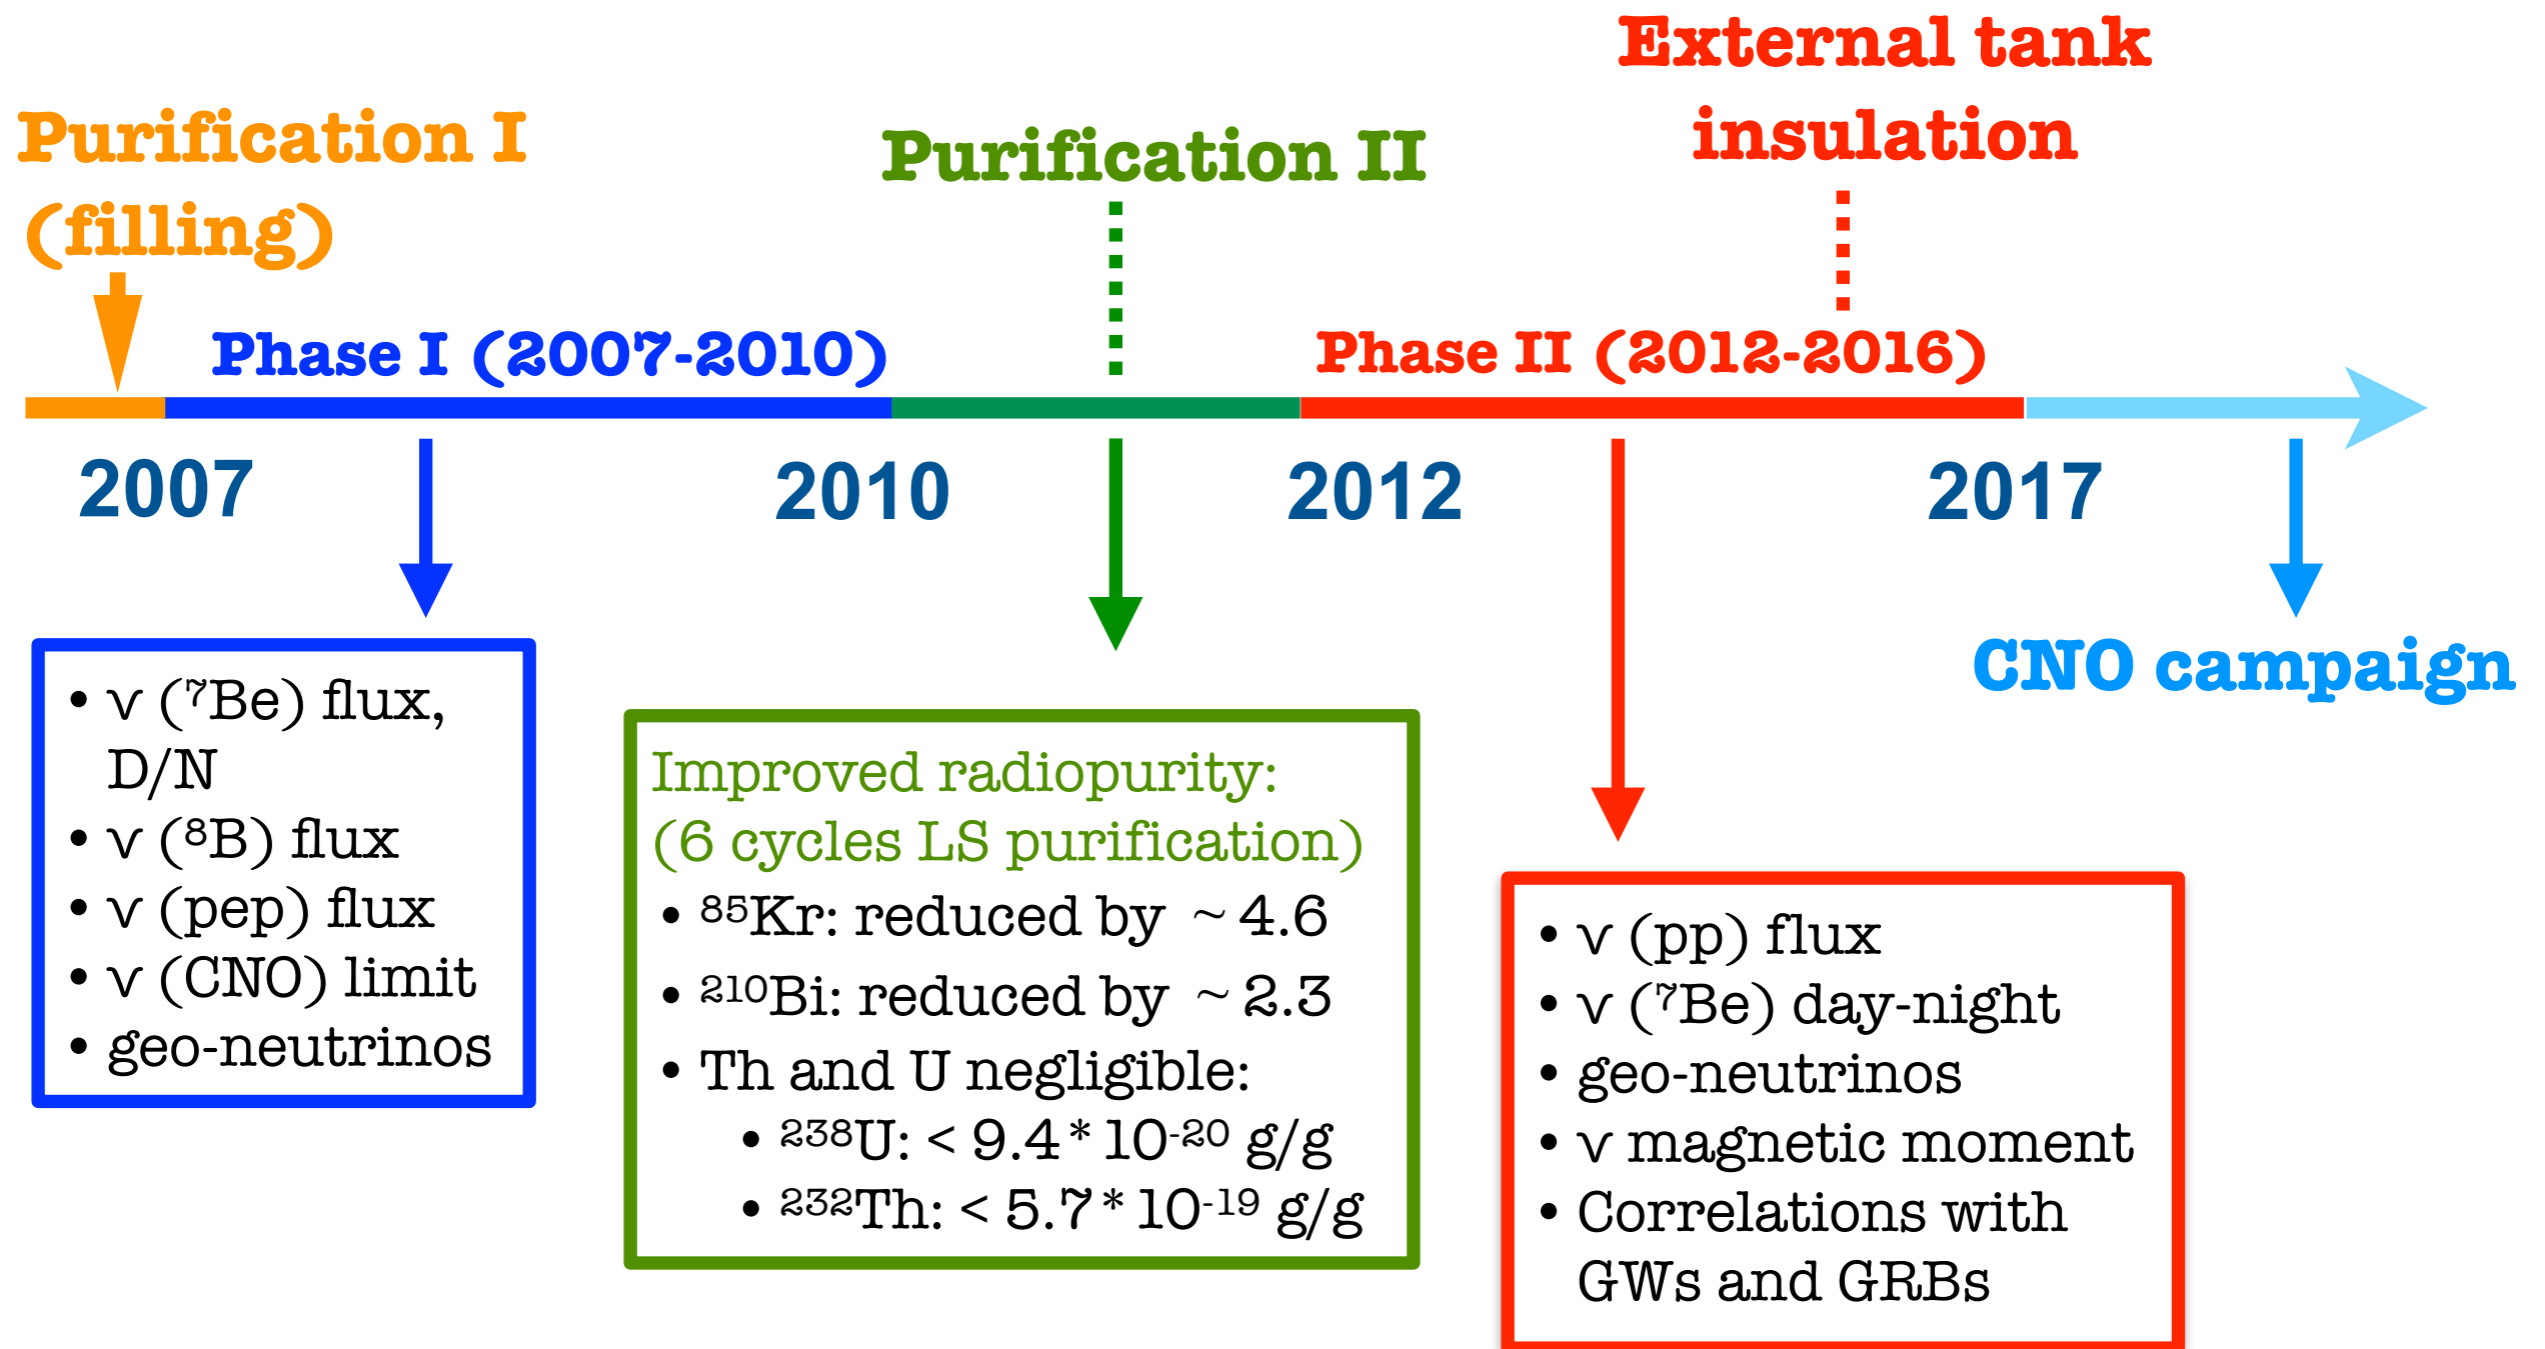 External tank
insulation
Purification I
(filling)
Purification II
Phase I (2007-2010)
Phase II (2012-2016)
2007
2010
2012
2017
• ν (⁷Be) flux,
D/N
• ν (⁸B) flux
• ν (pep) flux
• ν (CNO) limit
• geo-neutrinos
Improved radiopurity:
(6 cycles LS purification)
• ⁸⁵Kr: reduced by ~ 4.6
• ²¹⁰Bi: reduced by ~ 2.3
• Th and U negligible:
• ²³⁸U: < 9.4 * 10⁻²⁰ g/g
• ²³²Th: < 5.7 * 10⁻¹⁹ g/g
• ν (pp) flux
• ν (⁷Be) day-night
• geo-neutrinos
• ν magnetic moment
• Correlations with
GWs and GRBs
CNO campaign